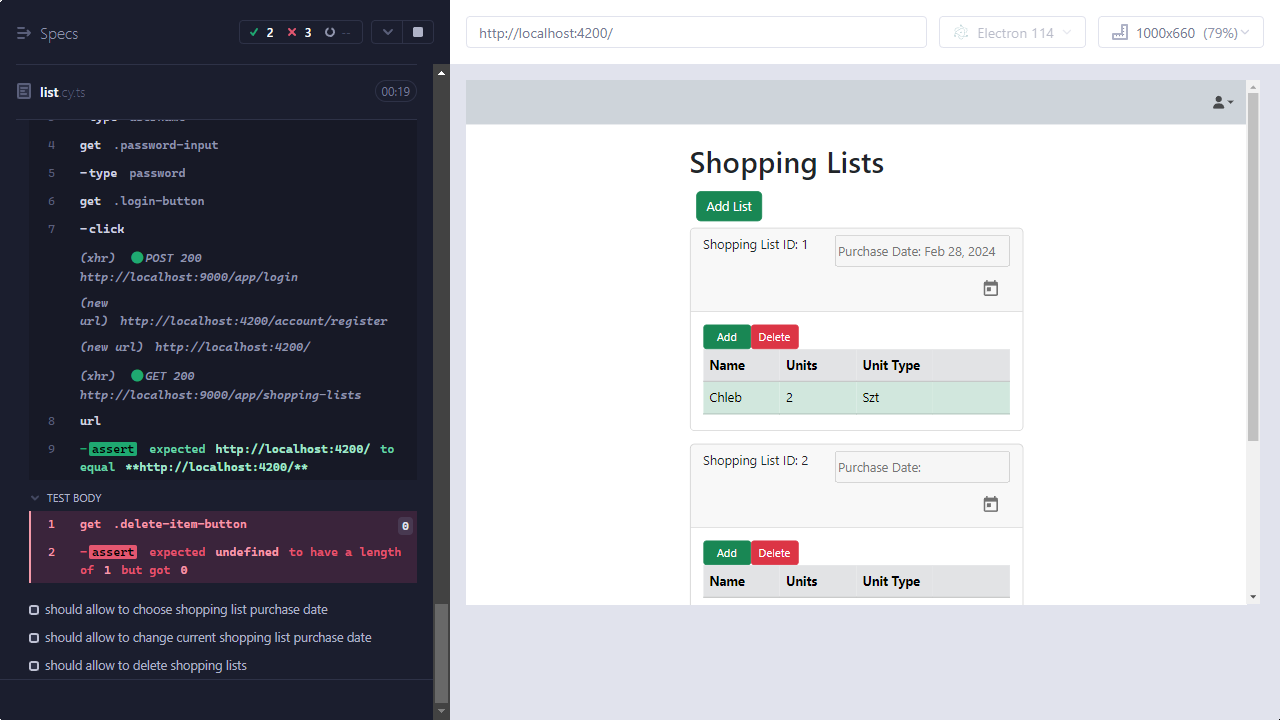 Specs
2
3
--
list.cy.ts
00:19
4 get .password-input
5 -type password
6 get .login-button
7 -click
(xhr) POST 200
http://localhost:9000/app/login
(new
url) http://localhost:4200/account/register
(new url) http://localhost:4200/
(xhr) GET 200
http://localhost:9000/app/shopping-lists
8 url
9 -assert expected http://localhost:4200/ to
equal **http://localhost:4200/**
TEST BODY
1 get .delete-item-button 0
2 -assert expected undefined to have a length
of 1 but got 0
should allow to choose shopping list purchase date
should allow to change current shopping list purchase date
should allow to delete shopping lists
http://localhost:4200/
Electron 114
1000x660 (79%)
Shopping Lists
Add List
Shopping List ID: 1
Purchase Date: Feb 28, 2024
Add Delete
Name Units Unit Type
Chleb 2 Szt
Shopping List ID: 2
Purchase Date:
Add Delete
Name Units Unit Type